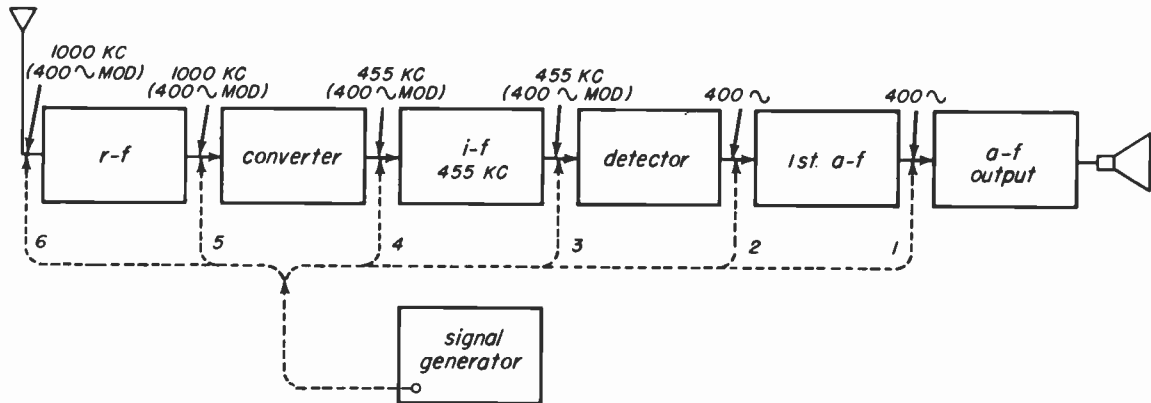 1000 KC
(400~MOD)
1000 KC
(400~MOD)
455 KC
(400~MOD)
455 KC
(400~MOD)
400~
400~
r-f
converter
i-f
455 KC
detector
1st. a-f
a-f
output
6
5
4
3
2
1
signal
generator